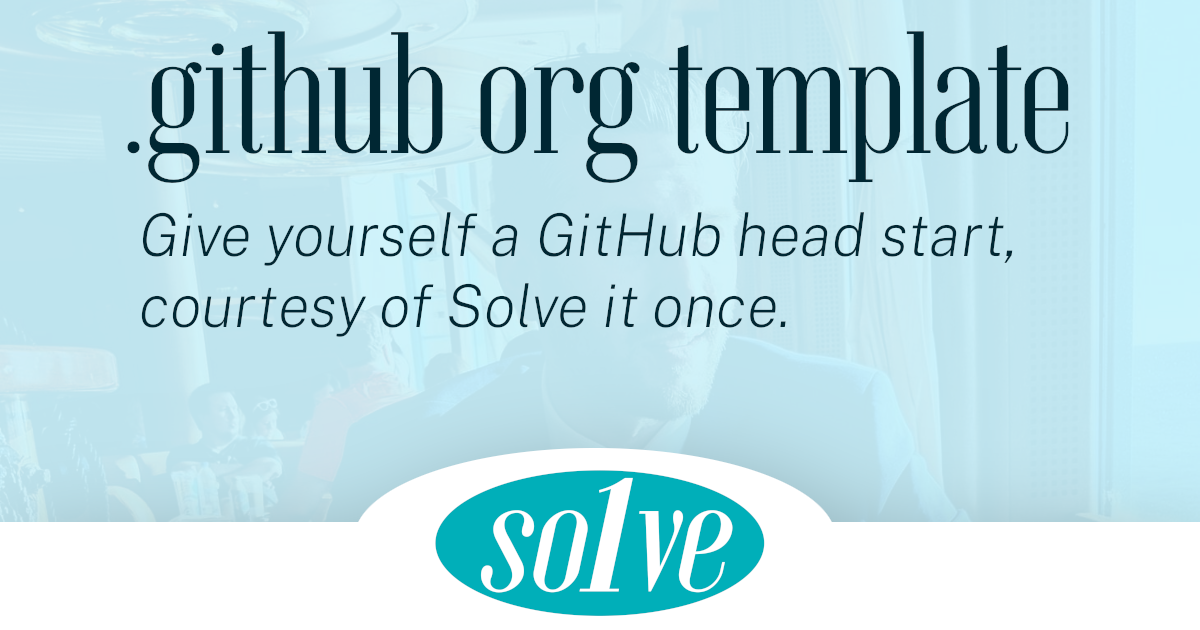 .github org template
Give yourself a GitHub head start,
courtesy of Solve it once.
so1ve